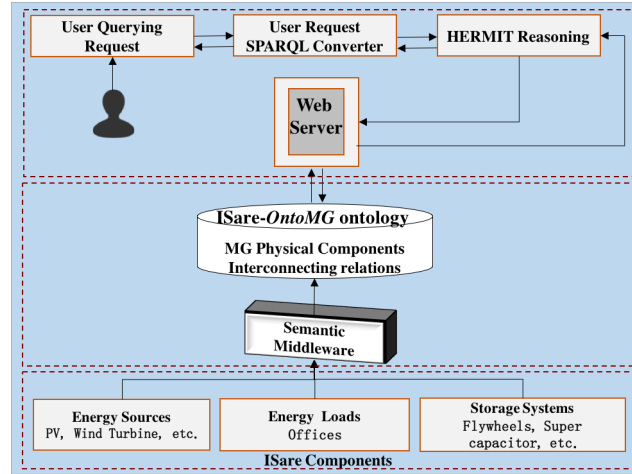 User Querying
Request
User Request
SPARQL Converter
HERMIT Reasoning
Web
Server
ISare-OntoMG ontology
MG Physical Components
Interconnecting relations
Semantic
Middleware
Energy Sources
PV, Wind Turbine, etc.
Energy Loads
Offices
Storage Systems
Flywheels, Super
capacitor, etc.
ISare Components